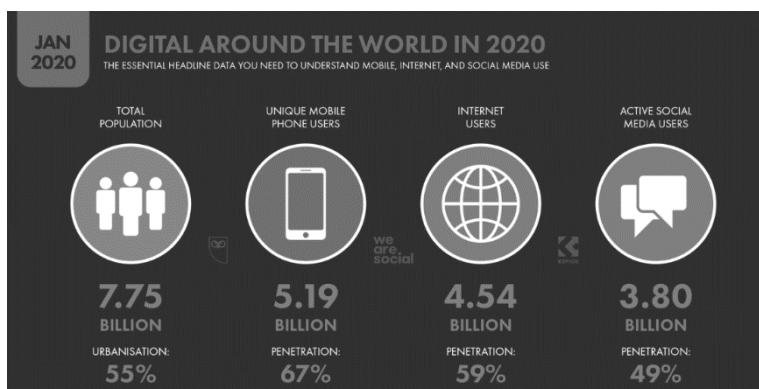 JAN
2020
DIGITAL AROUND THE WORLD IN 2020
THE ESSENTIAL HEADLINE DATA YOU NEED TO UNDERSTAND MOBILE, INTERNET, AND SOCIAL MEDIA USE
TOTAL
POPULATION
UNIQUE MOBILE
PHONE USERS
INTERNET
USERS
ACTIVE SOCIAL
MEDIA USERS
we
are.
social
7.75
BILLION
5.19
BILLION
4.54
BILLION
3.80
BILLION
URBANISATION:
55%
PENETRATION:
67%
PENETRATION:
59%
PENETRATION:
49%